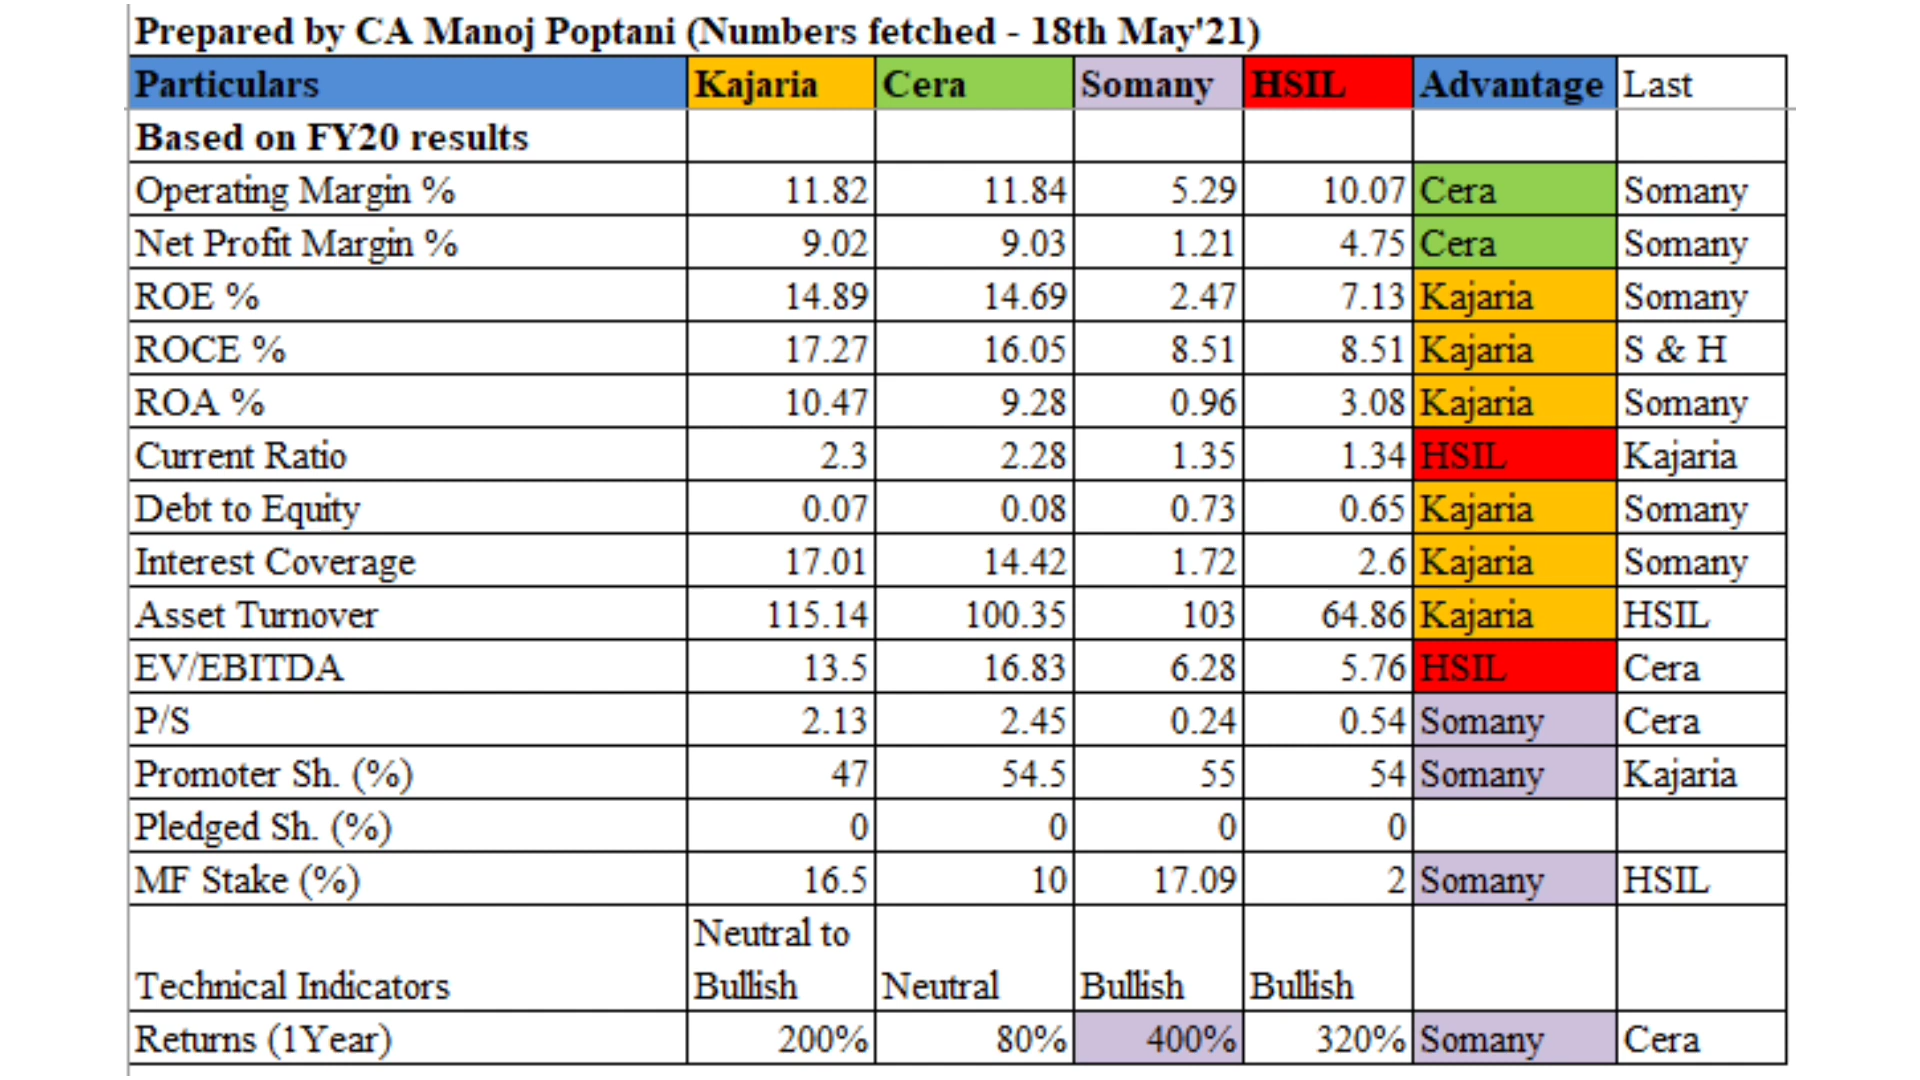 Prepared by CA Manoj Poptani (Numbers fetched - 18th May'21)
Particulars Kajaria Cera Somany HSIL Advantage Last
Based on FY20 results
Operating Margin % 11.82 11.84 5.29 10.07 Cera Somany
Net Profit Margin % 9.02 9.03 1.21 4.75 Cera Somany
ROE % 14.89 14.69 2.47 7.13 Kajaria Somany
ROCE % 17.27 16.05 8.51 8.51 Kajaria S & H
ROA % 10.47 9.28 0.96 3.08 Kajaria Somany
Current Ratio 2.3 2.28 1.35 1.34 HSIL Kajaria
Debt to Equity 0.07 0.08 0.73 0.65 Kajaria Somany
Interest Coverage 17.01 14.42 1.72 2.6 Kajaria Somany
Asset Turnover 115.14 100.35 103 64.86 Kajaria HSIL
EV/EBITDA 13.5 16.83 6.28 5.76 HSIL Cera
P/S 2.13 2.45 0.24 0.54 Somany Cera
Promoter Sh. (%) 47 54.5 55 54 Somany Kajaria
Pledged Sh. (%) 0 0 0 0
MF Stake (%) 16.5 10 17.09 2 Somany HSIL
Neutral to
Technical Indicators Bullish Neutral Bullish Bullish
Returns (1Year) 200% 80% 400% 320% Somany Cera